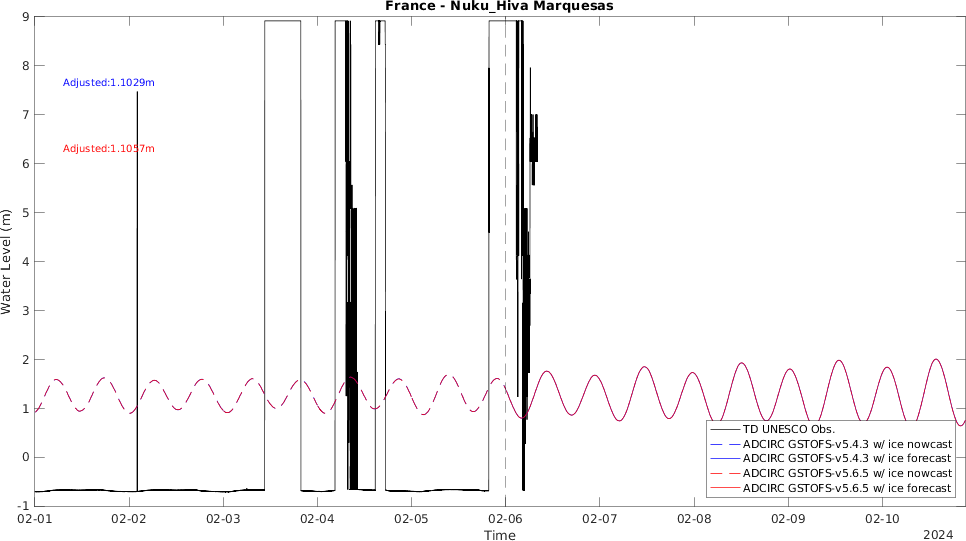 France - Nuku_Hiva Marquesas
9
8
7
6
5
4
3
2
1
0
-1
Water Level (m)
Adjusted:1.1029m
Adjusted:1.1057m
TD UNESCO Obs.
ADCIRC GSTOFS-v5.4.3 w/ ice nowcast
ADCIRC GSTOFS-v5.4.3 w/ ice forecast
ADCIRC GSTOFS-v5.6.5 w/ ice nowcast
ADCIRC GSTOFS-v5.6.5 w/ ice forecast
02-01 02-02 02-03 02-04 02-05 02-06 02-07 02-08 02-09 02-10
Time
2024